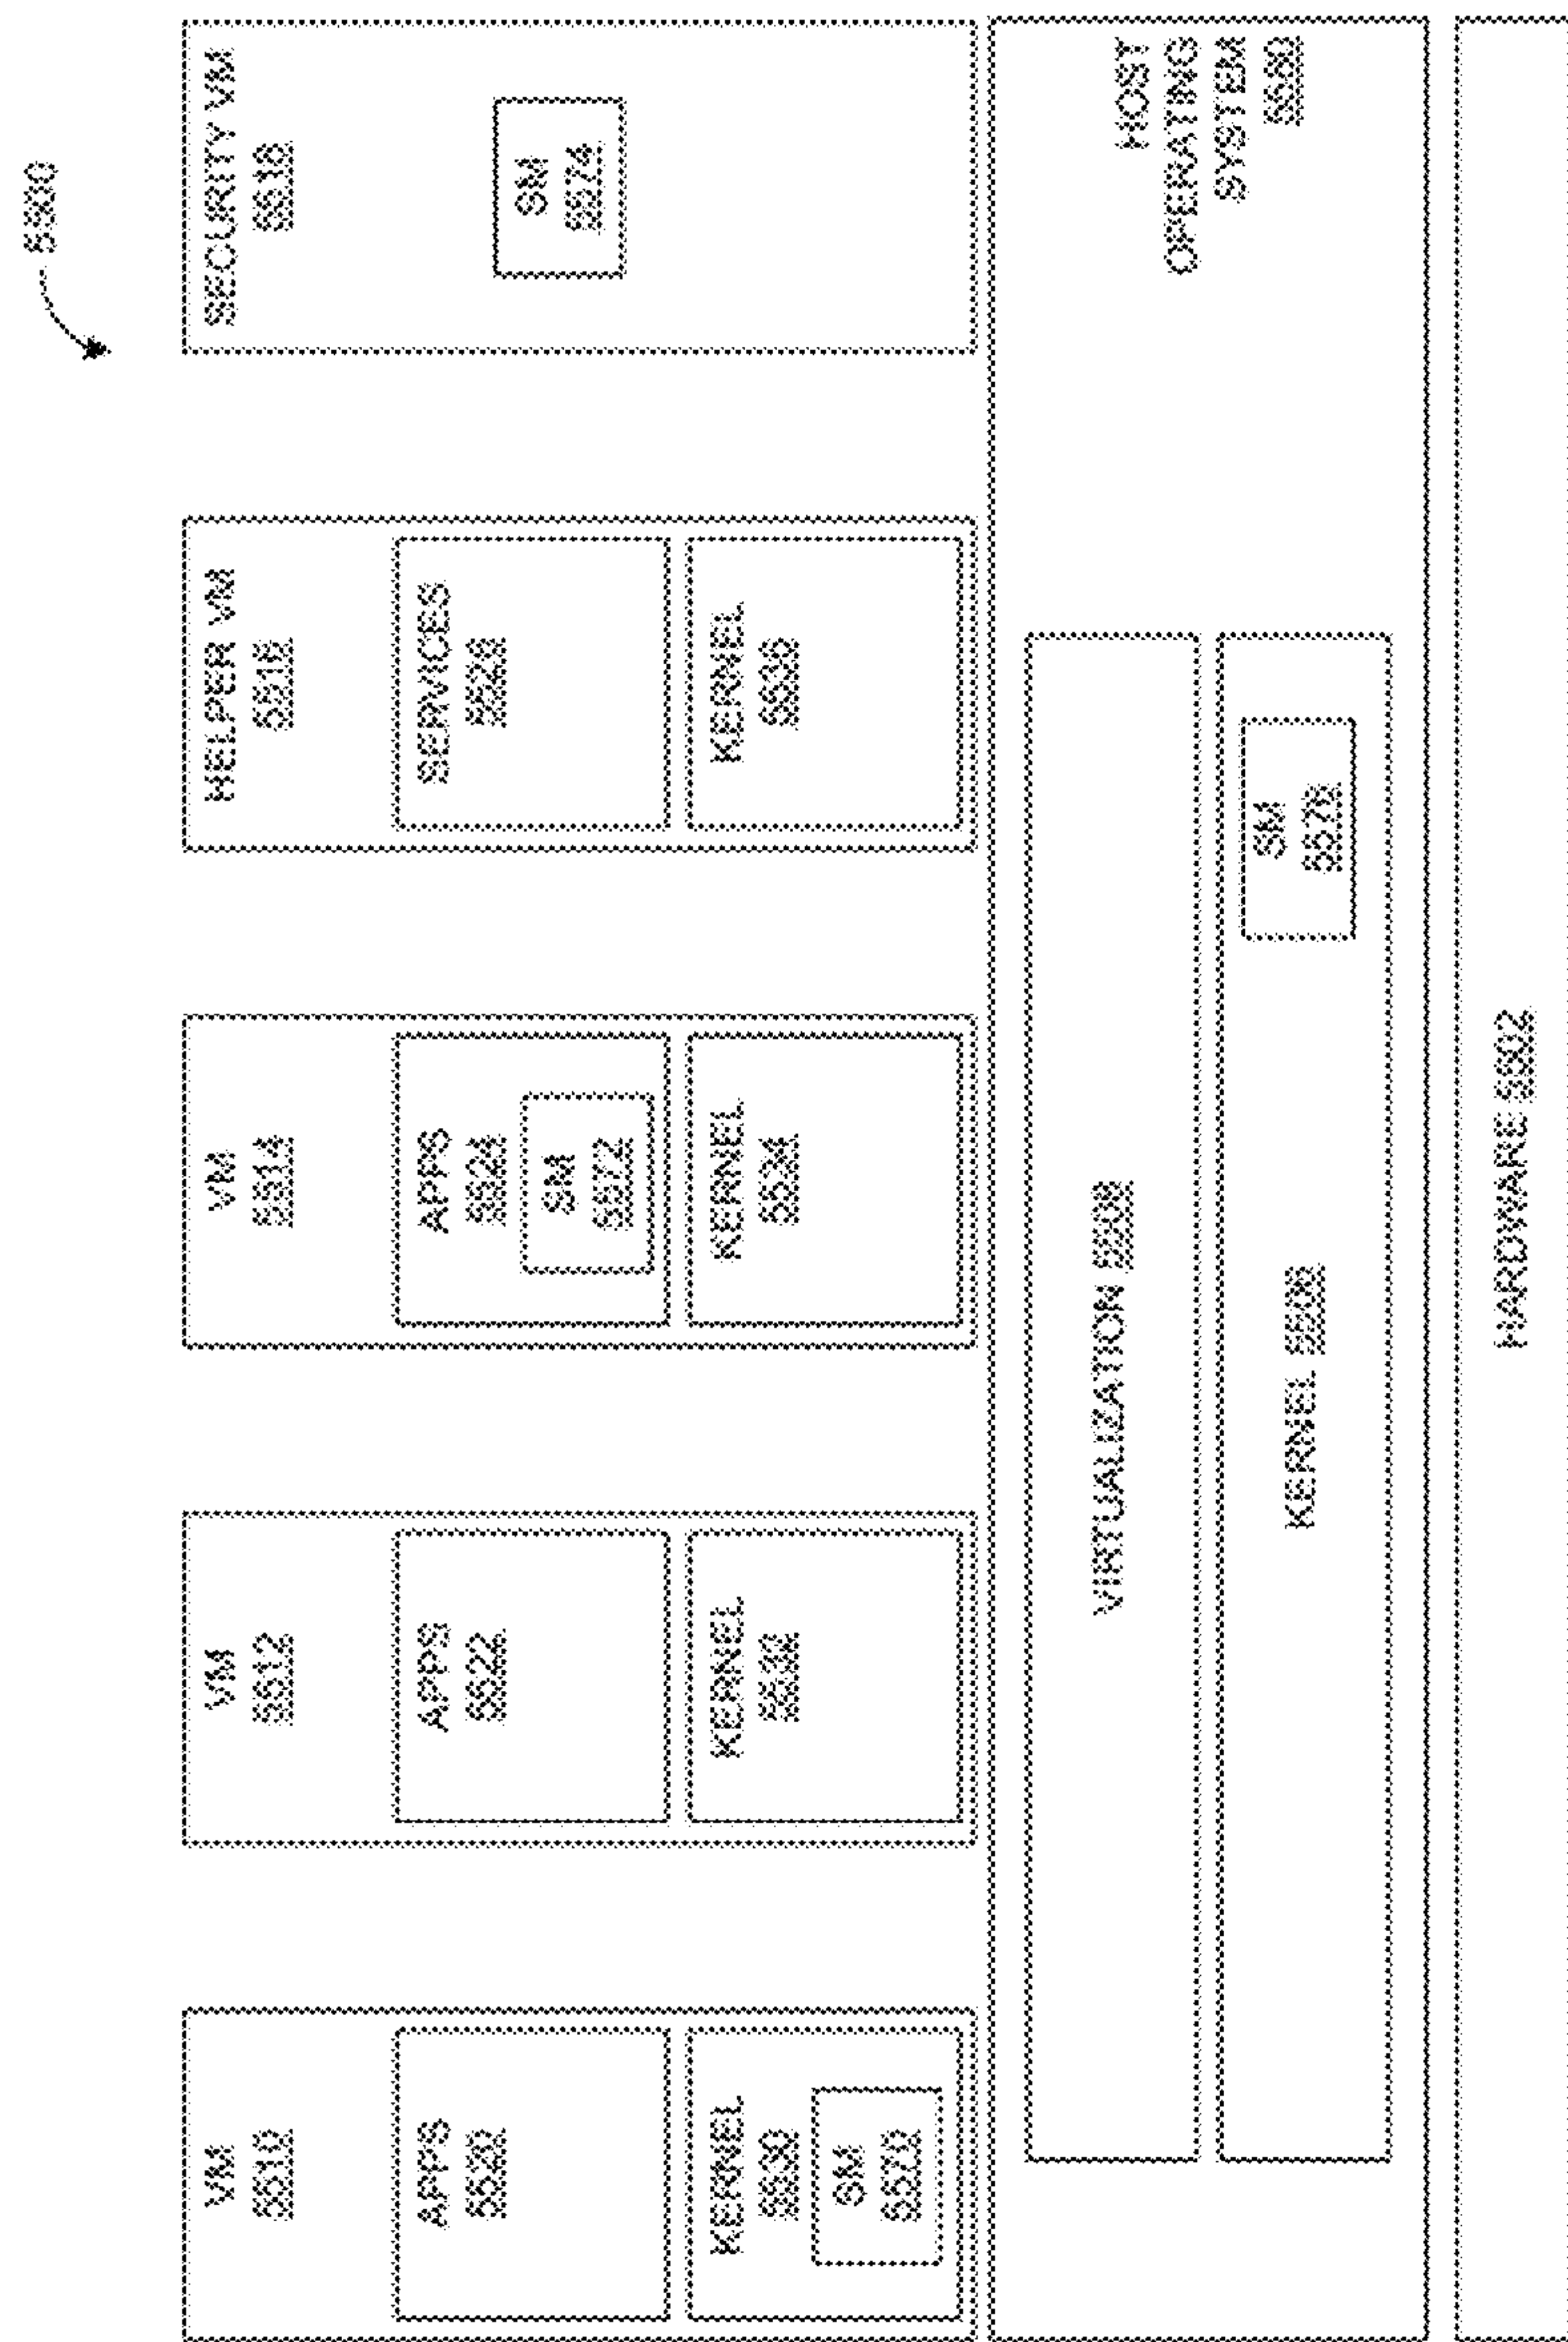 5500
VM
5510
VM
5512
VM
5514
HELPER VM
5516
SECURITY VM
5518
APPS
5520
APPS
5522
APPS
5524
SM
5572
SERVICES
SM
5574
KERNEL
5530
SM
5570
KERNEL
5532
KERNEL
5534
KERNEL
5536
VIRTUALIZATION 5508
HOST
OPERATING
SYSTEM
KERNEL 5506
SM
5576
HARDWARE 5502